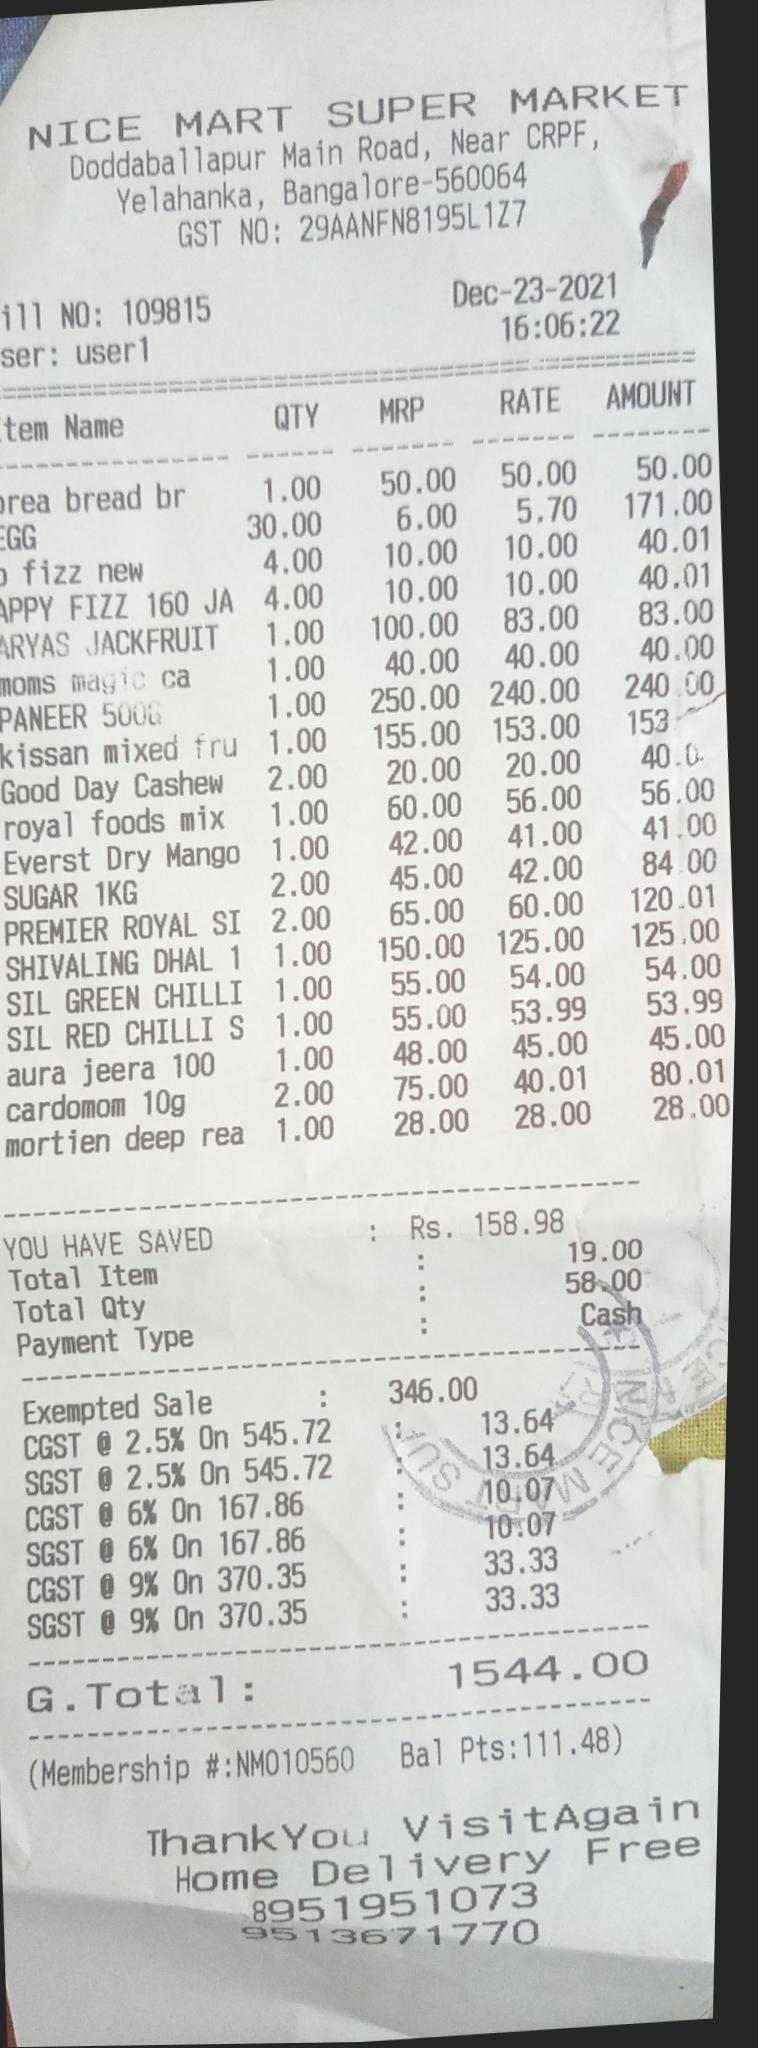 NICE MART SUPER MARKET
Doddaballapur Main Road, Near CRPF,
Yelahanka, Bangalore-560064
GST NO: 29AANFN8195L1Z7
ill NO: 109815 Dec-23-2021
ser: user1 16:06:22
tem Name QTY MRP RATE AMOUNT
orea bread br 1.00 50.00 50.00 50.00
EGG 30.00 6.00 5.70 171.00
fizz new 4.00 10.00 10.00 40.01
APPY FIZZ 160 JA 4.00 10.00 10.00 40.01
ARYAS JACKFRUIT 1.00 100.00 83.00 83.00
moms magic ca 1.00 40.00 40.00 40.00
PANEER 500G 1.00 250.00 240.00 240.00
kissan mixed fru 1.00 155.00 153.00 153
Good Day Cashew 2.00 20.00 20.00 40.0
royal foods mix 1.00 60.00 56.00 56.00
Everst Dry Mango 1.00 42.00 41.00 41.00
SUGAR 1KG 2.00 45.00 42.00 84.00
PREMIER ROYAL SI 2.00 65.00 60.00 120.01
SHIVALING DHAL 1 1.00 150.00 125.00 125.00
SIL GREEN CHILLI 1.00 55.00 54.00 54.00
SIL RED CHILLI S 1.00 55.00 53.99 53.99
aura jeera 100 1.00 48.00 45.00 45.00
cardomom 10g 2.00 75.00 40.01 80.01
mortien deep rea 1.00 28.00 28.00 28.00
YOU HAVE SAVED : Rs. 158.98
Total Item : 19.00
Total Qty : 58.00
Payment Type : Cash
Exempted Sale : 346.00
CGST @ 2.5% On 545.72 : 13.64
SGST @ 2.5% On 545.72 : 13.64
CGST @ 6% On 167.86 : 10.07
SGST @ 6% On 167.86 : 10.07
CGST @ 9% On 370.35 : 33.33
SGST @ 9% On 370.35 : 33.33
G.Total: 1544.00
(Membership #:NM010560 Bal Pts:111.48)
ThankYou VisitAgain
Home Delivery Free
8951951073
9513671770
NICE MART SU